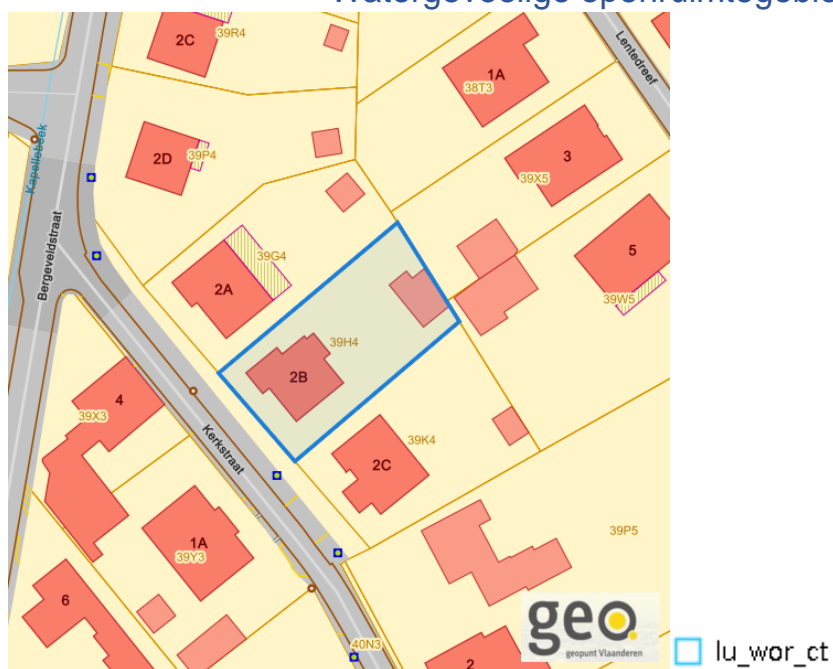 Watergevoelige openruimtegebie
2C
39R4
Lentedreef
1A
38T3
2D
39P4
3
39X5
Kapellebeek
Bergeveldstraat
39G4
2A
5
39W5
39H4
2B
4
39X3
Kerkstraat
39K4
2C
1A
39Y3
39P5
6
40N3
2
geo.
geopunt Vlaanderen
lu_wor_ct